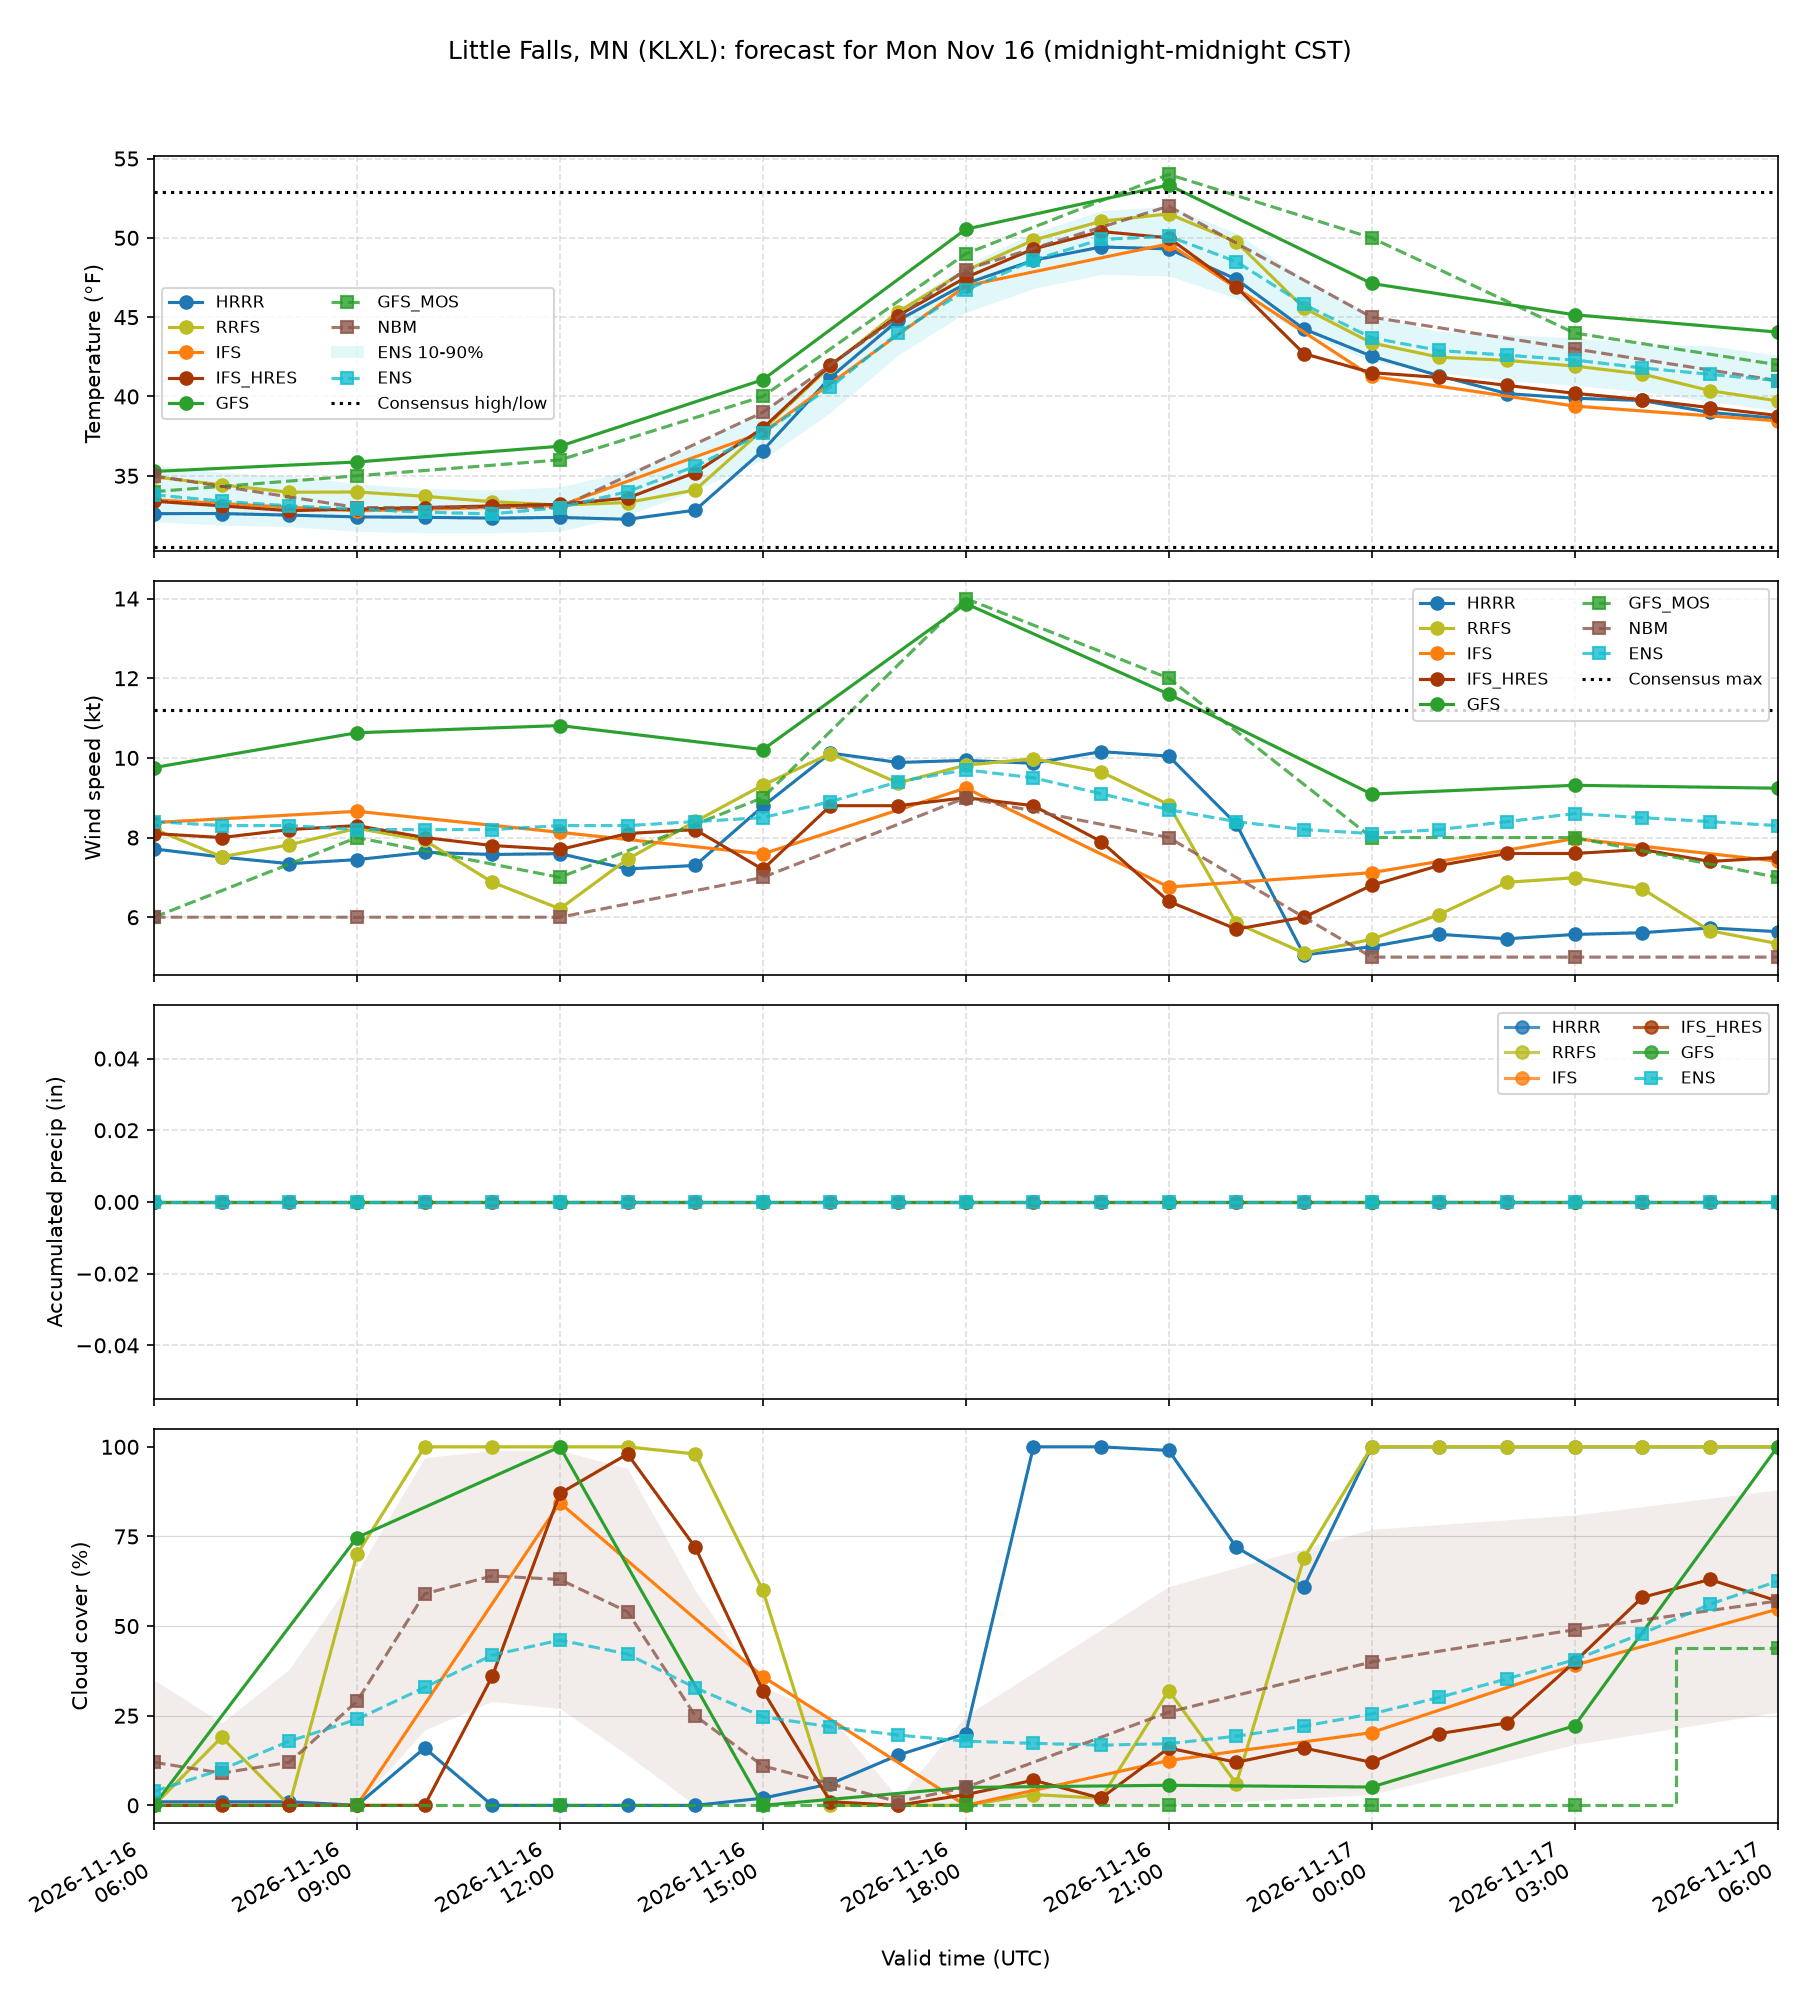 Little Falls, MN (KLXL): forecast for Mon Nov 16 (midnight-midnight CST)
55
50
45
40
35
Temperature (°F)
HRRR
RRFS
IFS
IFS_HRES
GFS
GFS_MOS
NBM
ENS 10-90%
ENS
Consensus high/low
14
12
10
8
6
Wind speed (kt)
HRRR
RRFS
IFS
IFS_HRES
GFS
GFS_MOS
NBM
ENS
Consensus max
0.04
0.02
0.00
−0.02
−0.04
Accumulated precip (in)
HRRR
RRFS
IFS
IFS_HRES
GFS
ENS
100
75
50
25
0
Cloud cover (%)
2026-11-16
06:00
2026-11-16
09:00
2026-11-16
12:00
2026-11-16
15:00
2026-11-16
18:00
2026-11-16
21:00
2026-11-17
00:00
2026-11-17
03:00
2026-11-17
06:00
Valid time (UTC)